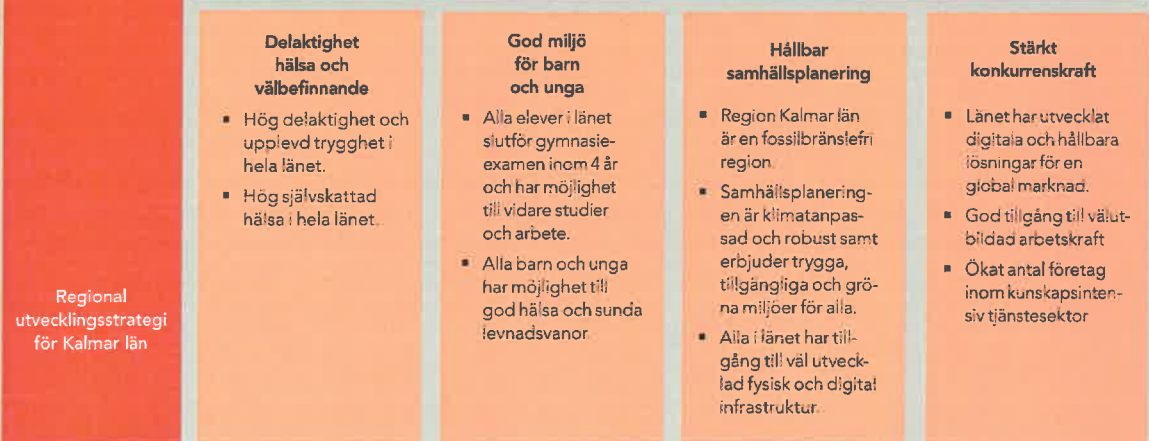 Regional
utvecklingsstrategi
för Kalmar län
Delaktighet
hälsa och
välbefinnande
▪ Hög delaktighet och
upplevd trygghet i
hela länet.
▪ Hög självskattad
hälsa i hela länet.
God miljö
för barn
och unga
▪ Alla elever i länet
slutför gymnasie-
examen inom 4 år
och har möjlighet
till vidare studier
och arbete.
▪ Alla barn och unga
har möjlighet till
god hälsa och sunda
levnadsvanor
Hållbar
samhällsplanering
▪ Region Kalmar län
är en fossilbränslefri
region
▪ Samhällsplanering-
en är klimatanpas-
sad och robust samt
erbjuder trygga,
tillgängliga och grö-
na miljöer för alla.
▪ Alla i länet har till-
gång till väl utveck-
lad fysisk och digital
infrastruktur.
Stärkt
konkurrenskraft
▪ Länet har utvecklat
digitala och hållbara
lösningar för en
global marknad.
▪ God tillgång till välut-
bildad arbetskraft
▪ Ökat antal företag
inom kunskapsinten-
siv tjänstesektor